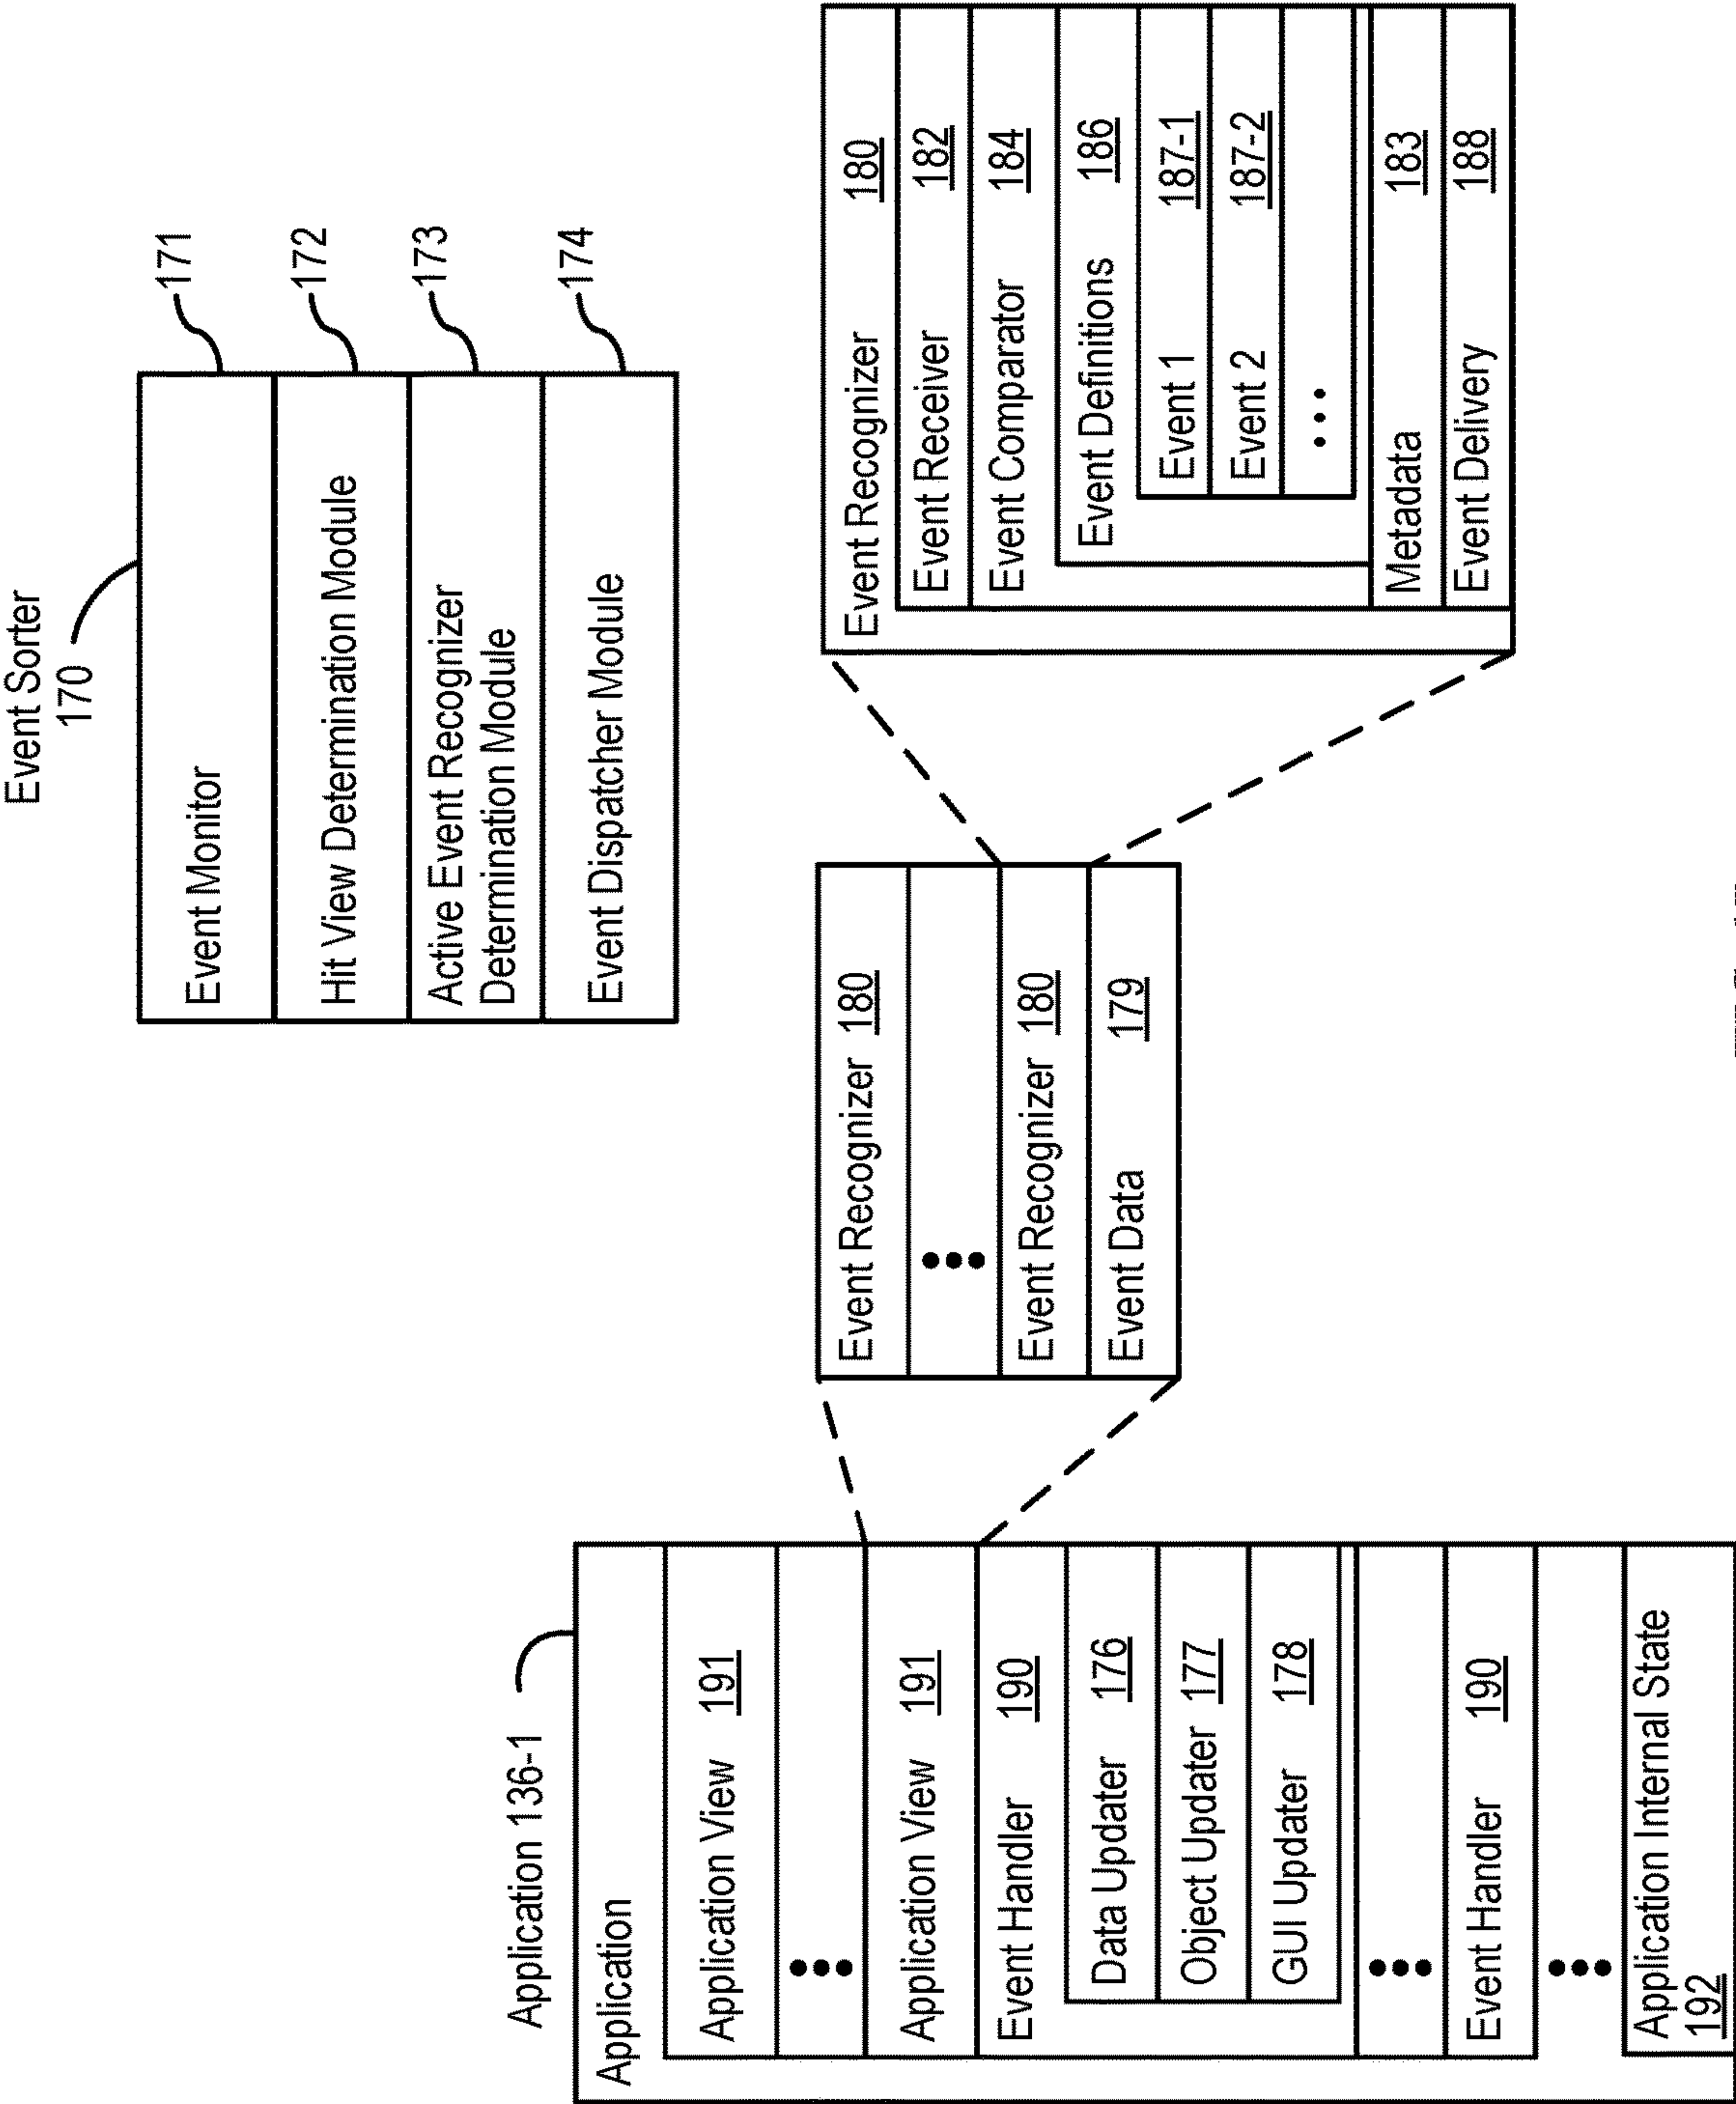 Event Sorter
170
Event Monitor
171
Hit View Determination Module
172
Active Event Recognizer
Determination Module
173
Event Dispatcher Module
174
Application 136-1
Application
Application View 191
•••
Application View 191
Event Handler 190
Data Updater 176
Object Updater 177
GUI Updater 178
•••
Event Handler 190
•••
Application Internal State
192
Event Recognizer 180
•••
Event Recognizer 180
Event Data 179
Event Recognizer 180
Event Receiver 182
Event Comparator 184
Event Definitions 186
Event 1 187-1
Event 2 187-2
•••
Metadata 183
Event Delivery 188